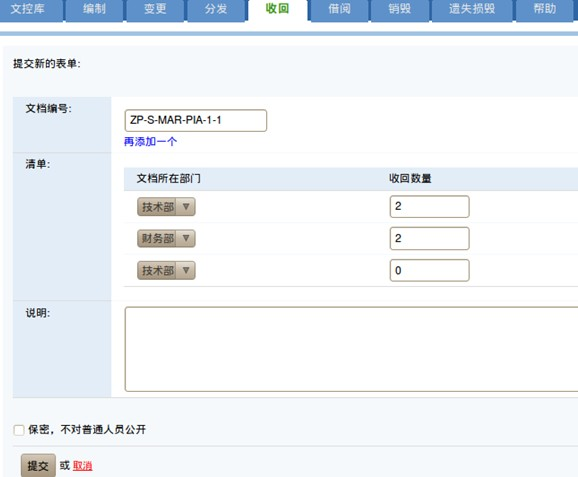 文控库 编制 变更 分发 收回 借阅 销毁 遗失损毁 帮助
提交新的表单:
文档编号:
ZP-S-MAR-PIA-1-1
再添加一个
清单:
文档所在部门 收回数量
技术部 2
财务部 2
技术部 0
说明:
保密，不对普通人员公开
提交 或 取消